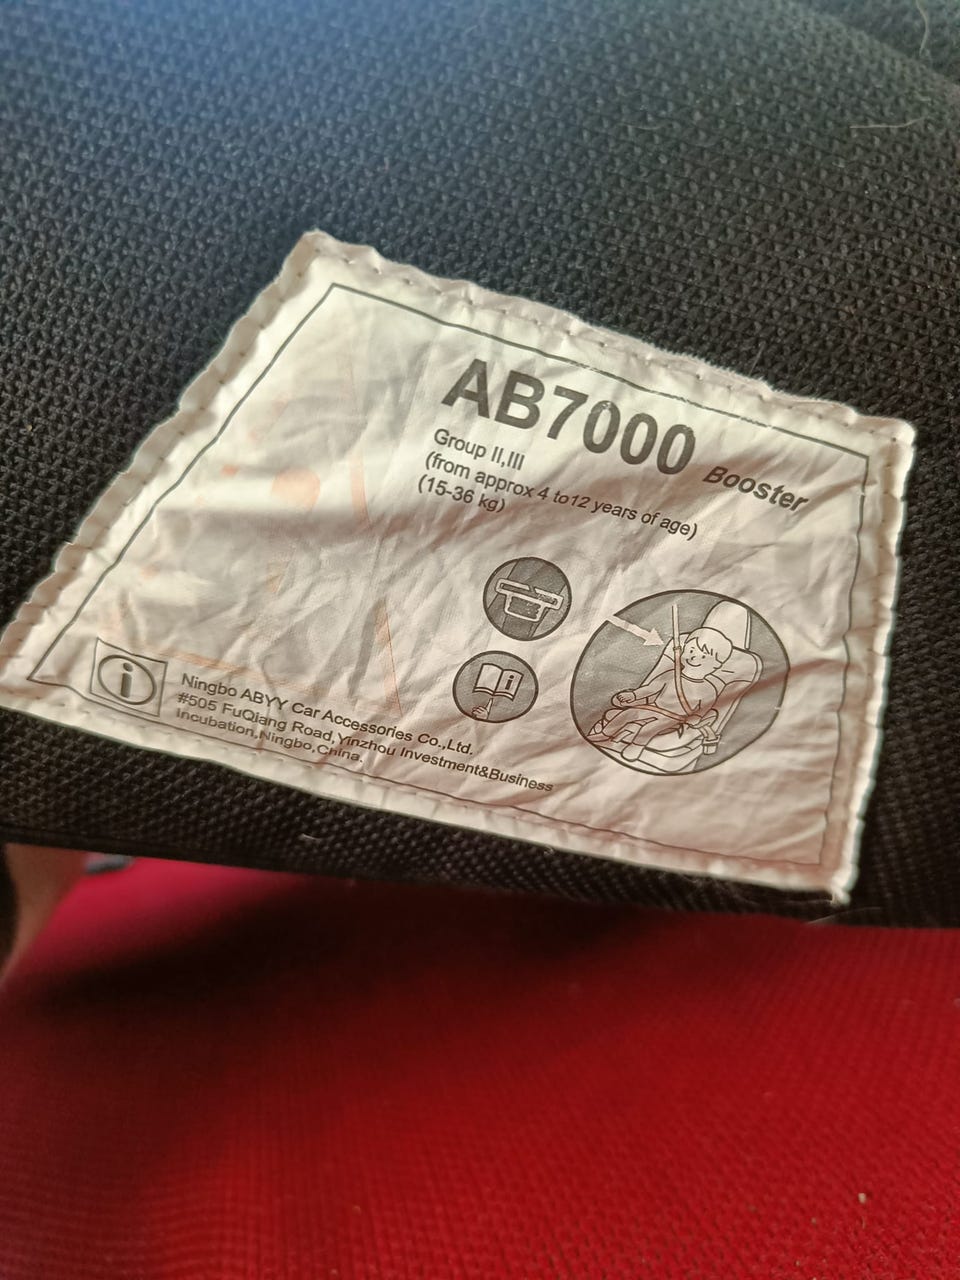 AB7000 Booster
Group II,III
(from approx 4 to12 years of age)
(15-36 kg)
i
i
Ningbo ABYY Car Accessories Co.,Ltd.
#505 FuQiang Road,Yinzhou Investment&Business
Incubation,Ningbo,China.